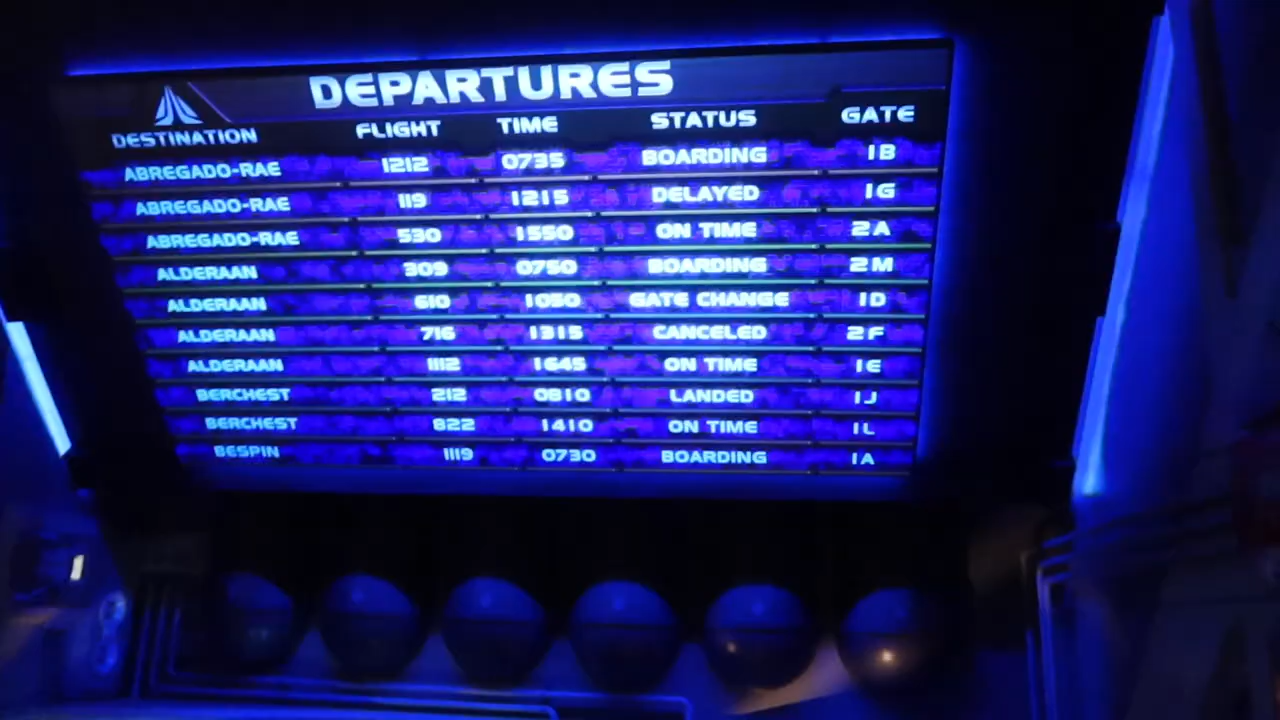 DEPARTURES
DESTINATION FLIGHT TIME STATUS GATE
ABREGADO-RAE 1212 0735 BOARDING 1B
ABREGADO-RAE 119 1215 DELAYED 1G
ABREGADO-RAE 530 1550 ON TIME 2A
ALDERAAN 309 0750 BOARDING 2M
ALDERAAN 610 1050 GATE CHANGE 1D
ALDERAAN 716 1315 CANCELED 2F
ALDERAAN 1112 1645 ON TIME 1E
BERCHEST 212 0810 LANDED 1J
BERCHEST 822 1410 ON TIME 1L
BESPIN 1119 0730 BOARDING 1A